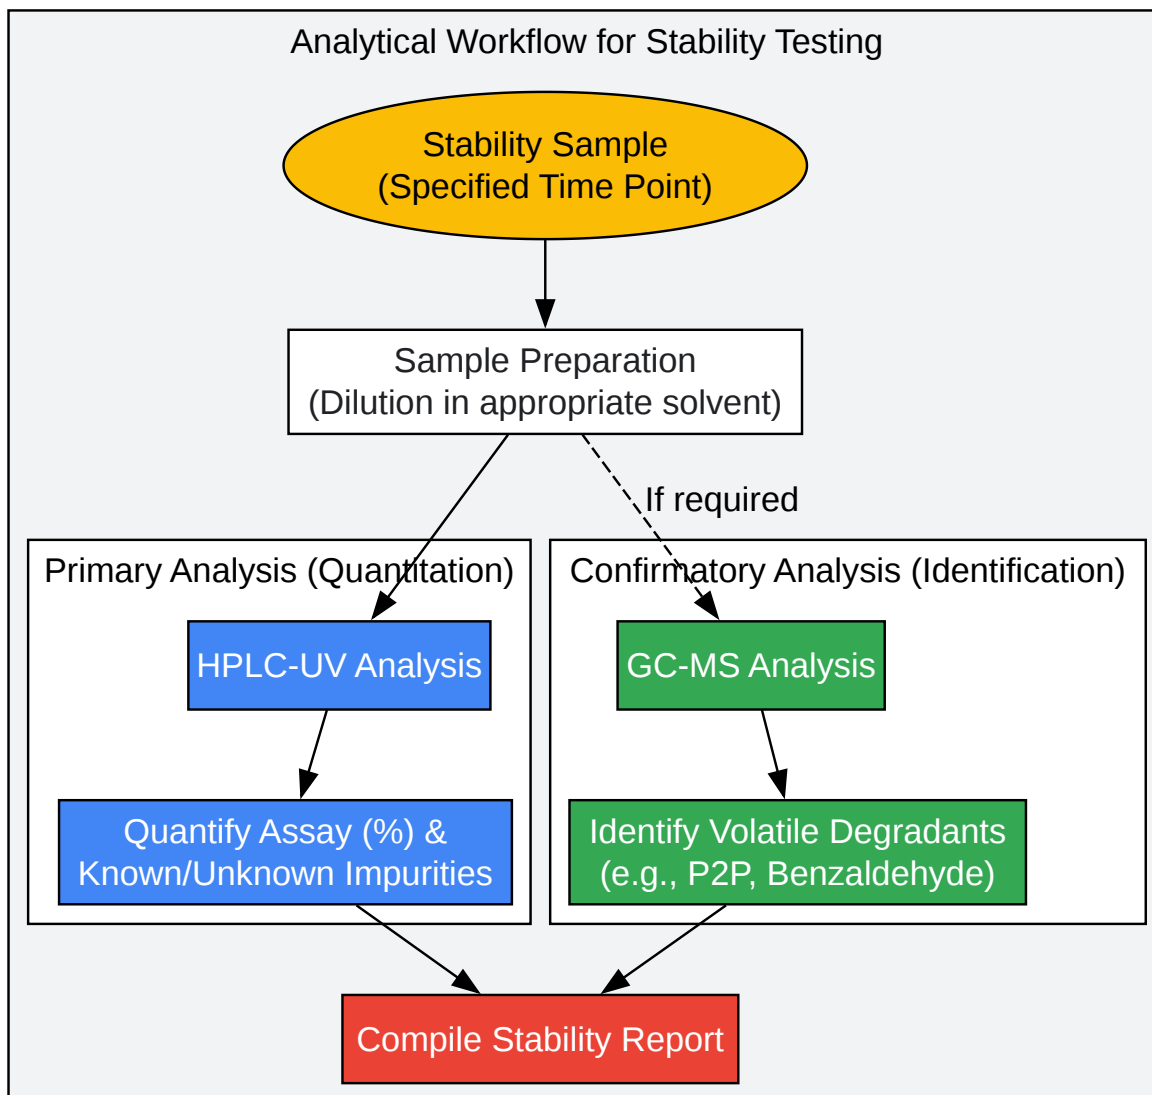 Analytical Workflow for Stability Testing
Stability Sample
(Specified Time Point)
Sample Preparation
(Dilution in appropriate solvent)
If required
Primary Analysis (Quantitation)
HPLC-UV Analysis
Quantify Assay (%) &
Known/Unknown Impurities
Confirmatory Analysis (Identification)
GC-MS Analysis
Identify Volatile Degradants
(e.g., P2P, Benzaldehyde)
Compile Stability Report